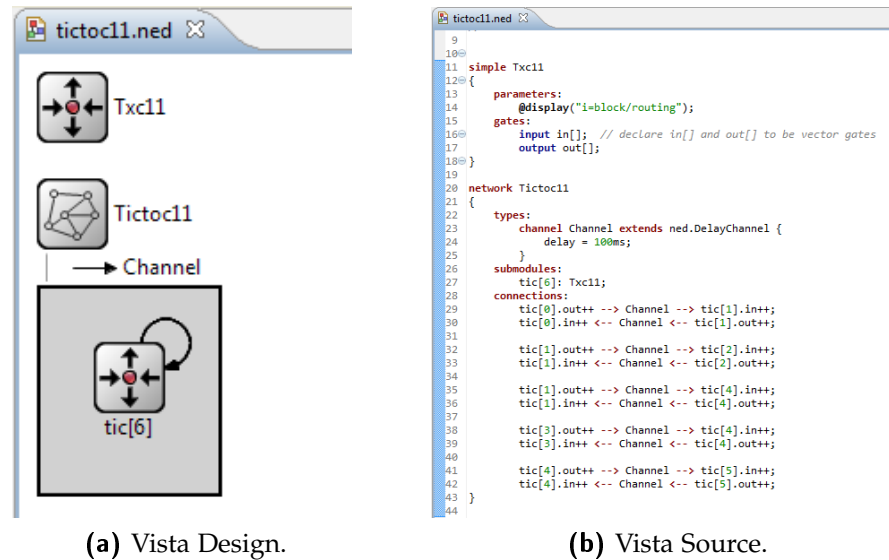 tictoc11.ned
Txc11
Tictoc11
Channel
tic[6]
(a) Vista Design.
tictoc11.ned
9
10
11 simple Txc11
12 {
13 parameters:
14 @display("i=block/routing");
15 gates:
16 input in[]; // declare in[] and out[] to be vector gates
17 output out[];
18 }
19
20 network Tictoc11
21 {
22 types:
23 channel Channel extends ned.DelayChannel {
24 delay = 100ms;
25 }
26 submodules:
27 tic[6]: Txc11;
28 connections:
29 tic[0].out++ --> Channel --> tic[1].in++;
30 tic[0].in++ <-- Channel <-- tic[1].out++;
31
32 tic[1].out++ --> Channel --> tic[2].in++;
33 tic[1].in++ <-- Channel <-- tic[2].out++;
34
35 tic[1].out++ --> Channel --> tic[4].in++;
36 tic[1].in++ <-- Channel <-- tic[4].out++;
37
38 tic[3].out++ --> Channel --> tic[4].in++;
39 tic[3].in++ <-- Channel <-- tic[4].out++;
40
41 tic[4].out++ --> Channel --> tic[5].in++;
42 tic[4].in++ <-- Channel <-- tic[5].out++;
43 }
44
(b) Vista Source.